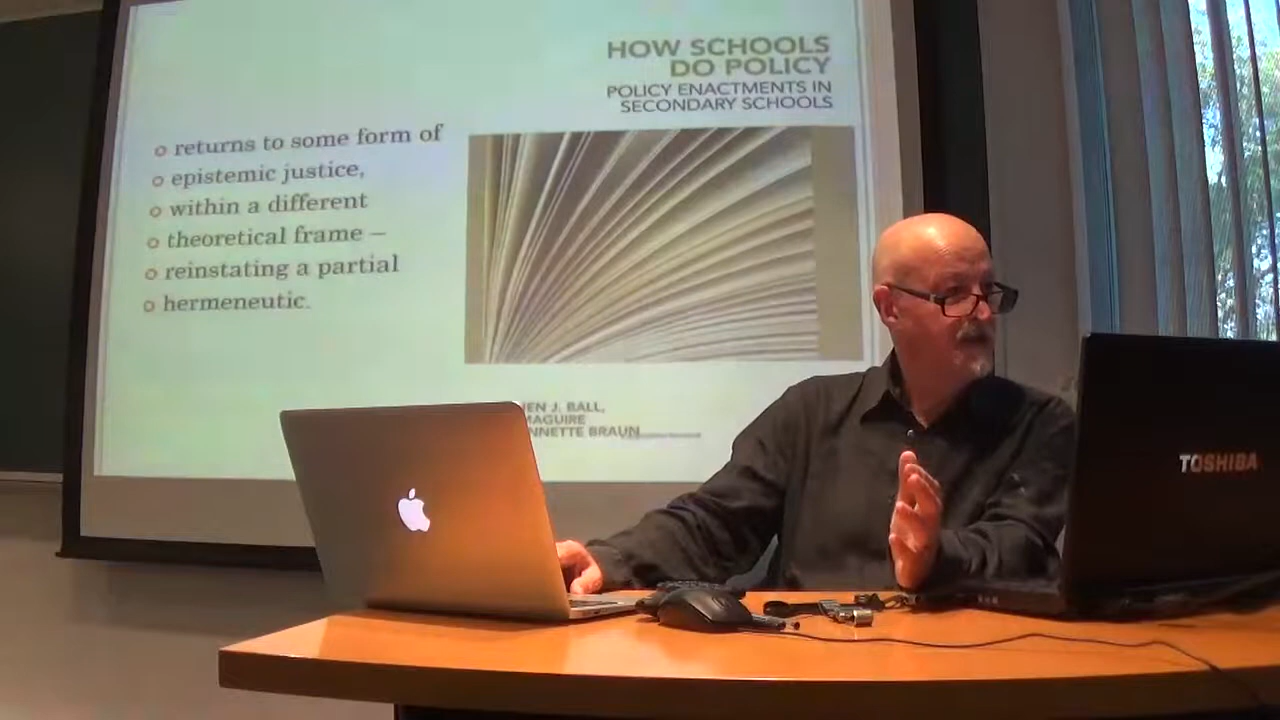 HOW SCHOOLS
DO POLICY
POLICY ENACTMENTS IN
SECONDARY SCHOOLS
returns to some form of
epistemic justice,
within a different
theoretical frame –
reinstating a partial
hermeneutic.
J. BALL,
MAGUIRE
BRAUN
TOSHIBA